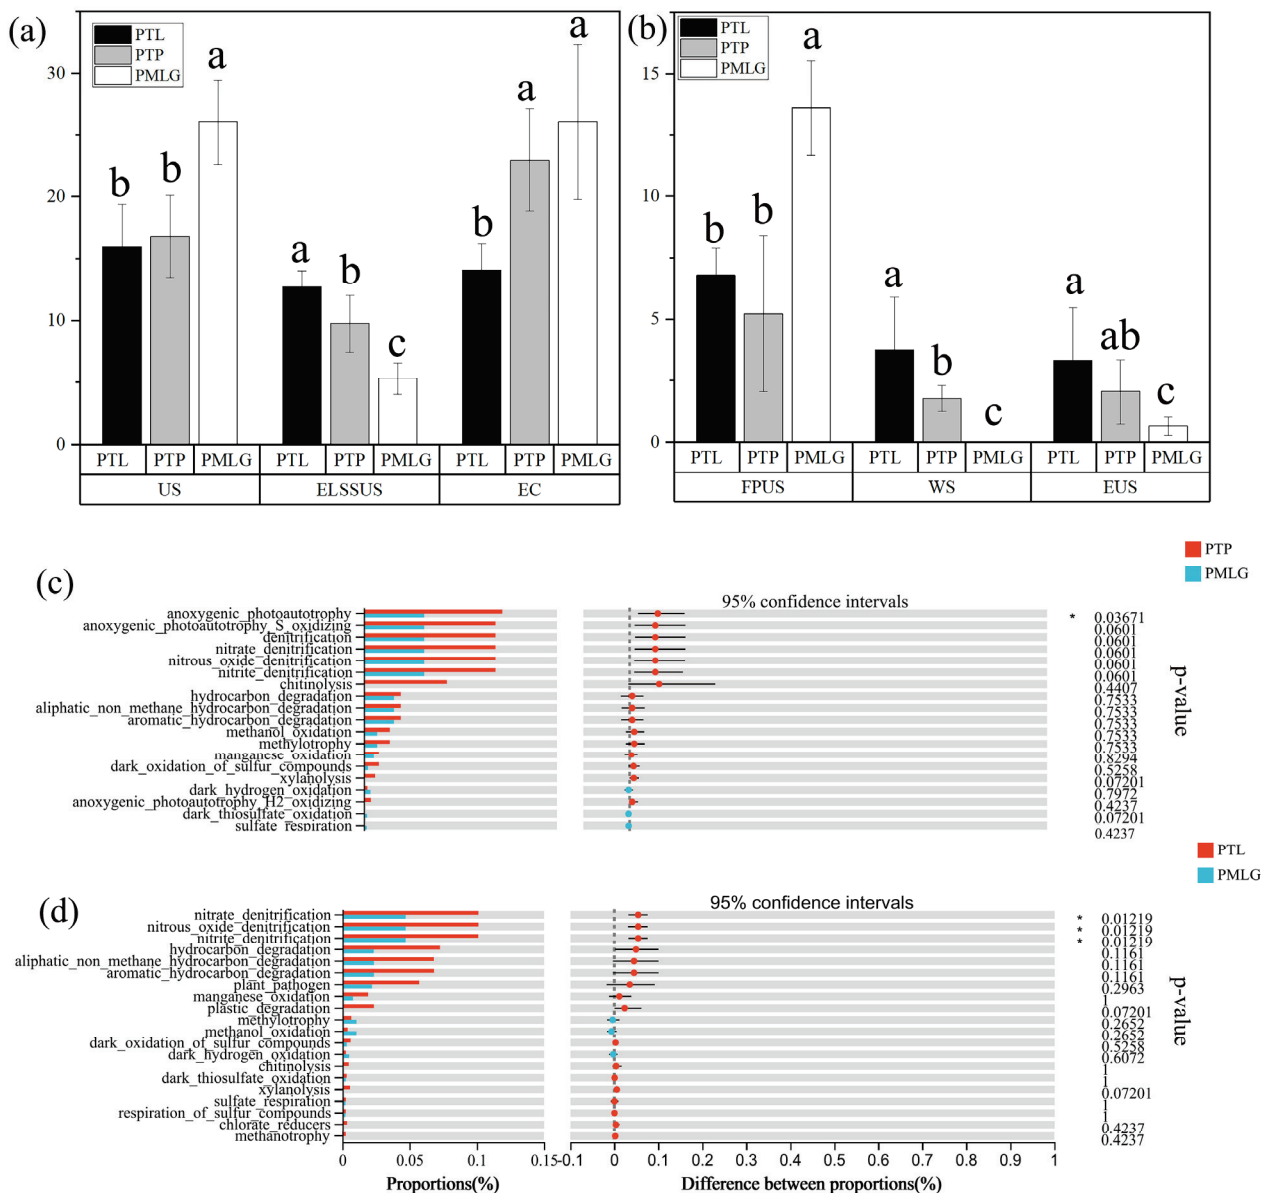 (a)
PTL
PTP
PMLG
30
20
10
0
b
b
a
a
b
c
b
a
a
PTL PTP PMLG PTL PTP PMLG PTL PTP PMLG
US ELSSUS EC
(b)
PTL
PTP
PMLG
15
10
5
0
b
b
a
a
b
c
a
ab
c
PTL PTP PMLG PTL PTP PMLG PTL PTP PMLG
FPUS WS EUS
(c)
PTP
PMLG
95% confidence intervals
anoxygenic_photoautotrophy * 0.03671
anoxygenic_photoautotrophy_S_oxidizing 0.0601
denitrification 0.0601
nitrate_denitrification 0.0601
nitrous_oxide_denitrification 0.0601
nitrite_denitrification 0.0601
chitinolysis 0.4407
hydrocarbon_degradation 0.7533
aliphatic_non_methane_hydrocarbon_degradation 0.7533
aromatic_hydrocarbon_degradation 0.7533
methanol_oxidation 0.7533
methylotrophy 0.7533
manganese_oxidation 0.8294
dark_oxidation_of_sulfur_compounds 0.5258
xylanolysis 0.07201
dark_hydrogen_oxidation 0.7972
anoxygenic_photoautotrophy_H2_oxidizing 0.4237
dark_thiosulfate_oxidation 0.07201
sulfate_respiration 0.4237
p-value
(d)
PTL
PMLG
95% confidence intervals
nitrate_denitrification * 0.01219
nitrous_oxide_denitrification * 0.01219
nitrite_denitrification * 0.01219
hydrocarbon_degradation 0.1161
aliphatic_non_methane_hydrocarbon_degradation 0.1161
aromatic_hydrocarbon_degradation 0.1161
plant_pathogen 0.2963
manganese_oxidation 1
plastic_degradation 0.07201
methylotrophy 0.2652
methanol_oxidation 0.2652
dark_oxidation_of_sulfur_compounds 0.5258
dark_hydrogen_oxidation 0.6072
chitinolysis 1
dark_thiosulfate_oxidation 1
xylanolysis 0.07201
sulfate_respiration 1
respiration_of_sulfur_compounds 1
chlorate_reducers 0.4237
methanotrophy 0.4237
p-value
0 0.05 0.1 0.15 -0.1 0 0.1 0.2 0.3 0.4 0.5 0.6 0.7 0.8 0.9 1
Proportions(%) Difference between proportions(%)